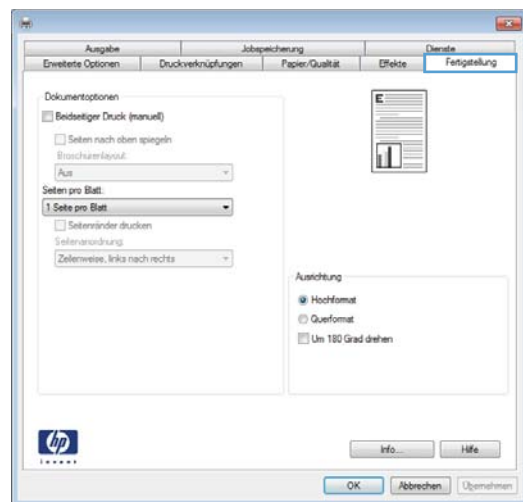 Ausgabe
Jobspeicherung
Dienste
Erweiterte Optionen
Druckverknüpfungen
Papier/Qualität
Effekte
Fertigstellung
Dokumentoptionen
Beidseitiger Druck (manuell)
Seiten nach oben spiegeln
Broschürenlayout:
Aus
Seiten pro Blatt:
1 Seite pro Blatt
Seitenränder drucken
Seitenanordnung:
Zeilenweise, links nach rechts
E
Ausrichtung
Hochformat
Querformat
Um 180 Grad drehen
hp
invent
Info...
Hilfe
OK
Abbrechen
Übernehmen